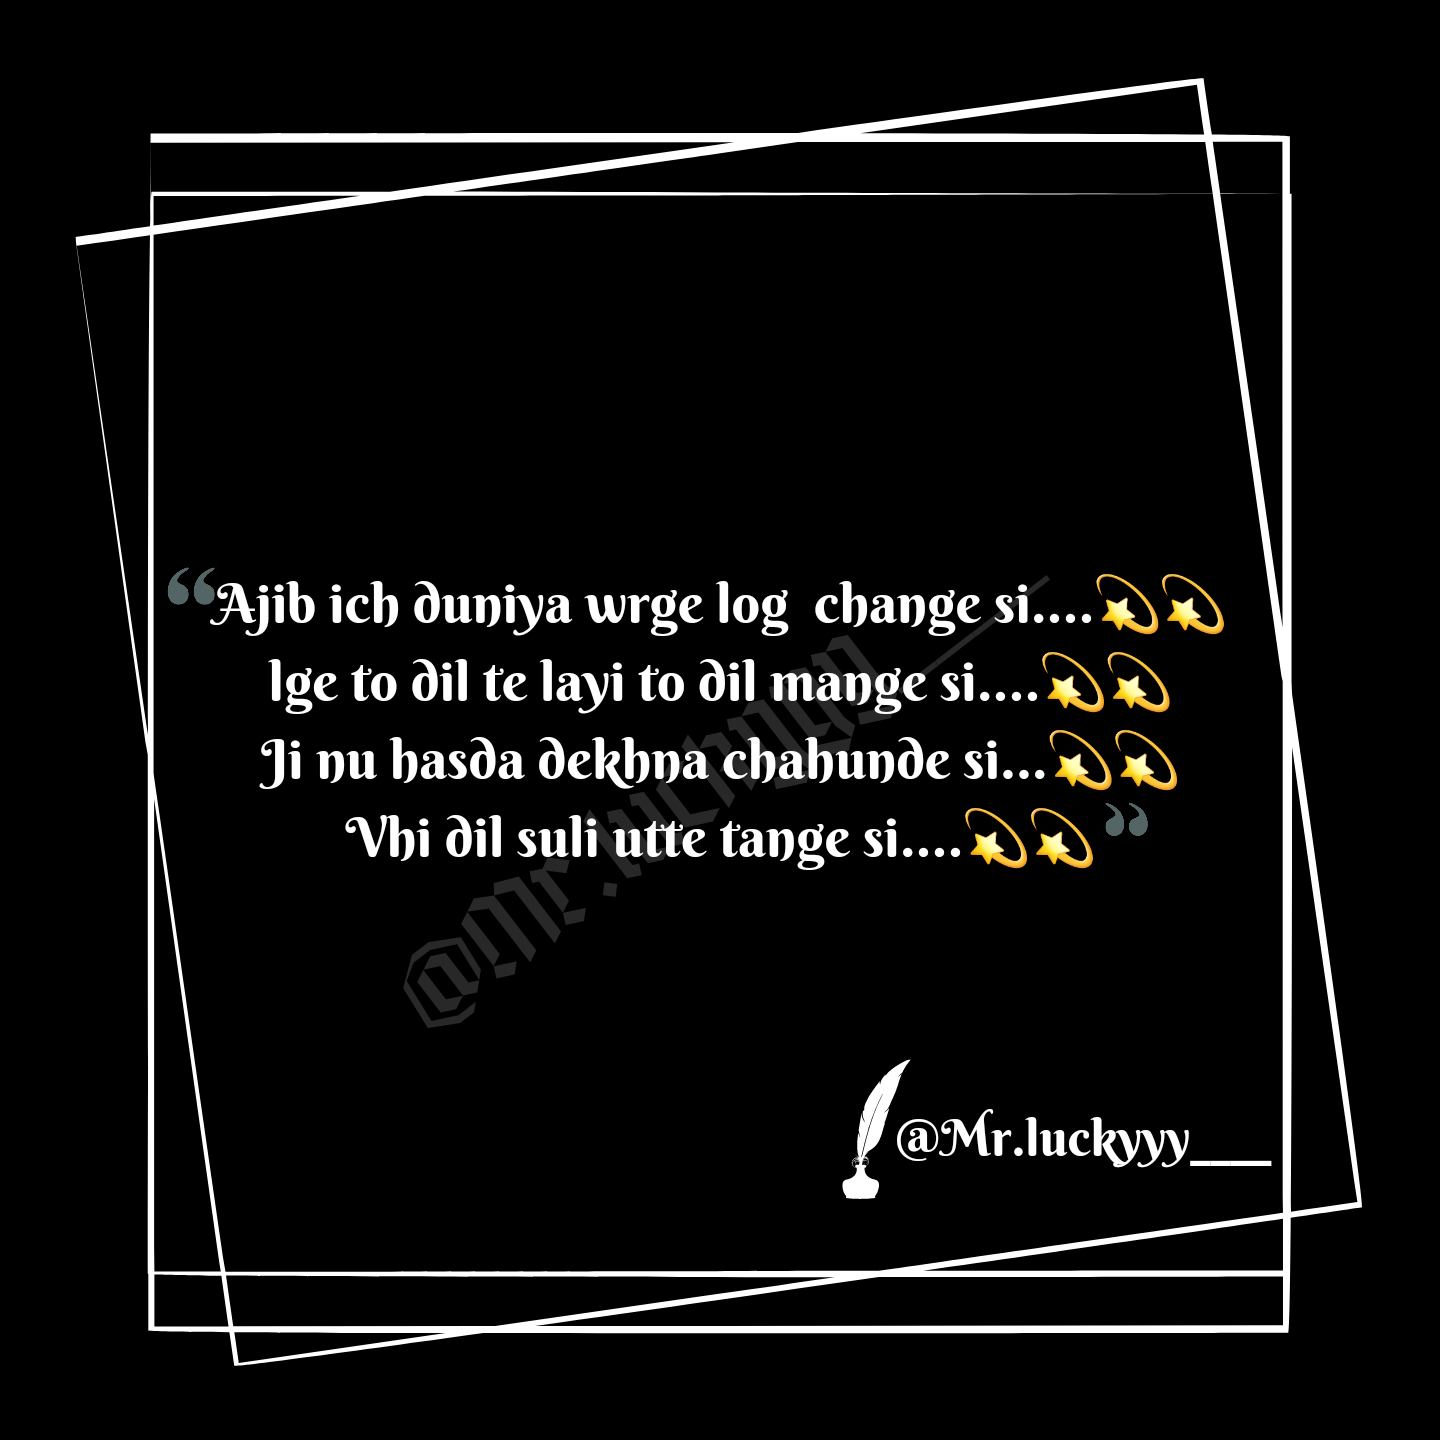 “Ajib ich duniya wrge log change si....💫💫
lge to dil te layi to dil mange si....💫💫
Ji nu hasda dekhna chahunde si...💫💫
Vhi dil suli utte tange si....💫💫”
@Mr.luckyyy___
@Mr.luckyyy____